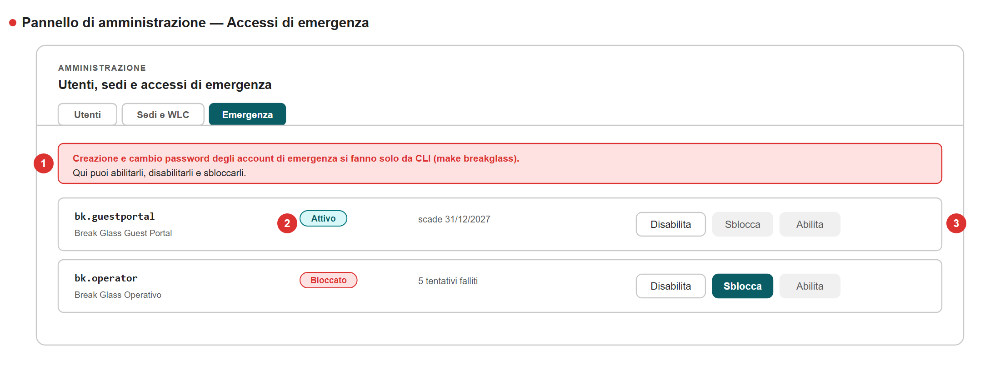 Pannello di amministrazione — Accessi di emergenza
AMMINISTRAZIONE
Utenti, sedi e accessi di emergenza
Utenti
Sedi e WLC
Emergenza
1
Creazione e cambio password degli account di emergenza si fanno solo da CLI (make breakglass).
Qui puoi abilitarli, disabilitarli e sbloccarli.
bk.guestportal
Break Glass Guest Portal
2
Attivo
scade 31/12/2027
Disabilita
Sblocca
Abilita
3
bk.operator
Break Glass Operativo
Bloccato
5 tentativi falliti
Disabilita
Sblocca
Abilita